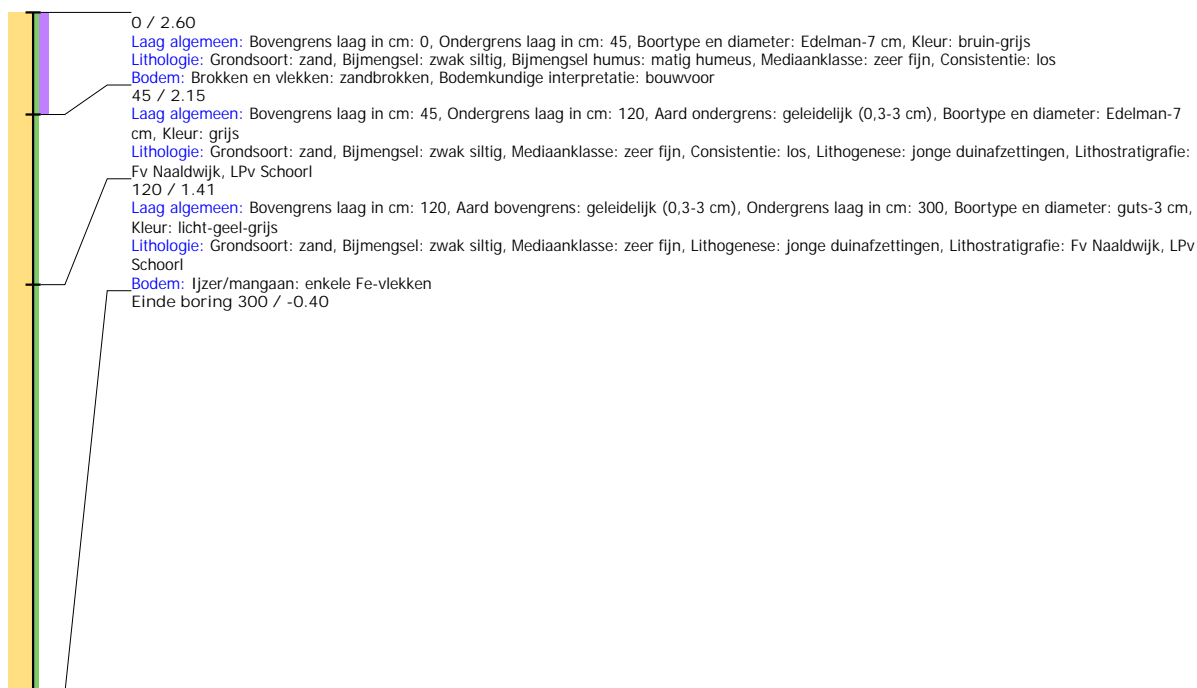 0 / 2.60
Laag algemeen: Bovengrens laag in cm: 0, Ondergrens laag in cm: 45, Boortype en diameter: Edelman-7 cm, Kleur: bruin-grijs
Lithologie: Grondsoort: zand, Bijmengsel: zwak siltig, Bijmengsel humus: matig humeus, Mediaanklasse: zeer fijn, Consistentie: los
Bodem: Brokken en vlekken: zandbrokken, Bodemkundige interpretatie: bouwvoor
45 / 2.15
Laag algemeen: Bovengrens laag in cm: 45, Ondergrens laag in cm: 120, Aard ondergrens: geleidelijk (0,3-3 cm), Boortype en diameter: Edelman-7
cm, Kleur: grijs
Lithologie: Grondsoort: zand, Bijmengsel: zwak siltig, Mediaanklasse: zeer fijn, Consistentie: los, Lithogenese: jonge duinafzettingen, Lithostratigrafie:
Fv Naaldwijk, LPv Schoorl
120 / 1.41
Laag algemeen: Bovengrens laag in cm: 120, Aard bovengrens: geleidelijk (0,3-3 cm), Ondergrens laag in cm: 300, Boortype en diameter: guts-3 cm,
Kleur: licht-geel-grijs
Lithologie: Grondsoort: zand, Bijmengsel: zwak siltig, Mediaanklasse: zeer fijn, Lithogenese: jonge duinafzettingen, Lithostratigrafie: Fv Naaldwijk, LPv
Schoorl
Bodem: Ijzer/mangaan: enkele Fe-vlekken
Einde boring 300 / -0.40